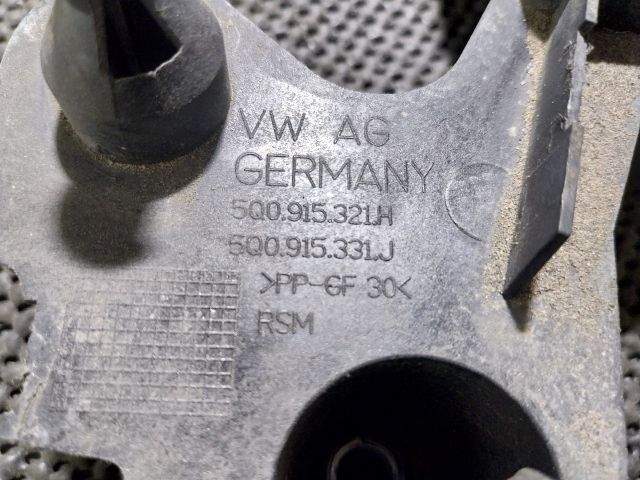 VW AG
GERMANY
5Q0.915.321.H
5Q0.915.331.J
>PP-GF 30<
RSM